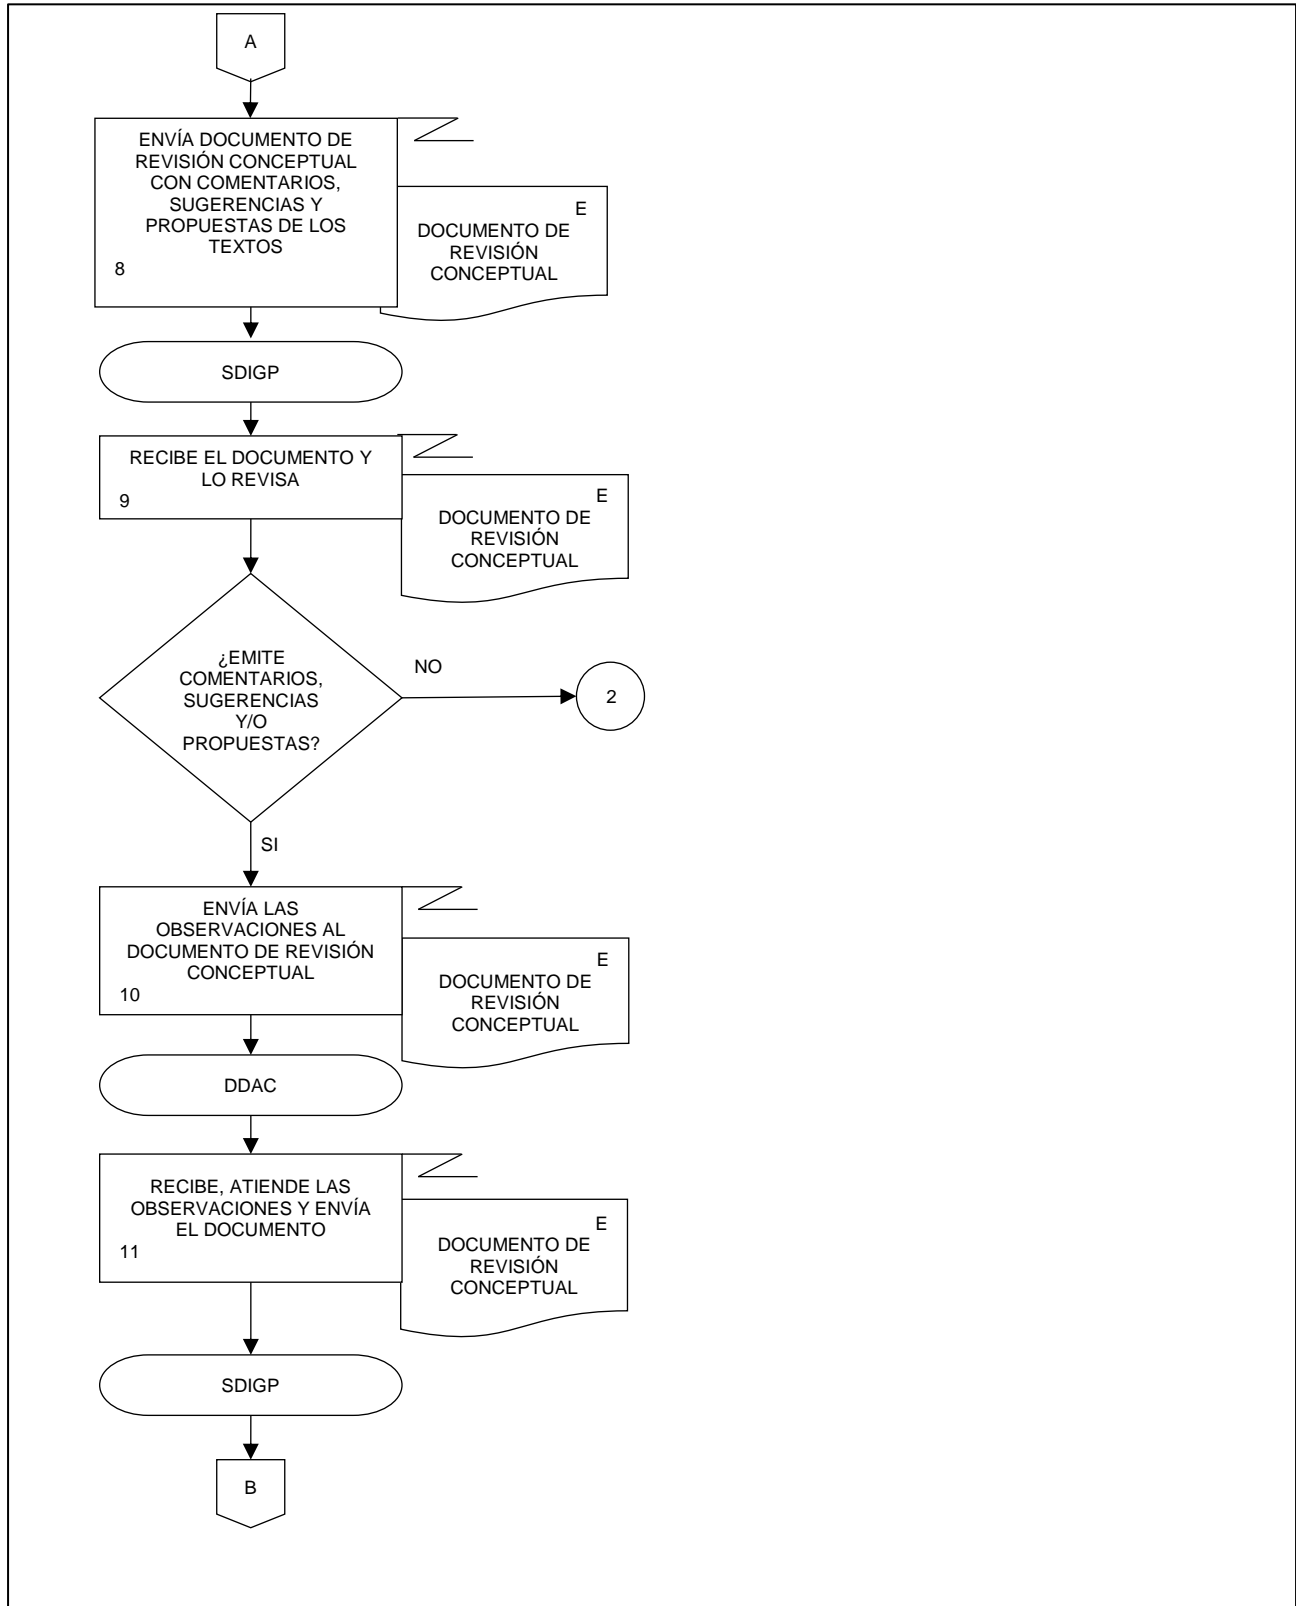 A
ENVÍA DOCUMENTO DE
REVISIÓN CONCEPTUAL
CON COMENTARIOS,
SUGERENCIAS Y
PROPUESTAS DE LOS
TEXTOS
8
E
DOCUMENTO DE
REVISIÓN
CONCEPTUAL
SDIGP
RECIBE EL DOCUMENTO Y
LO REVISA
9
E
DOCUMENTO DE
REVISIÓN
CONCEPTUAL
¿EMITE
COMENTARIOS,
SUGERENCIAS
Y/O
PROPUESTAS?
NO
2
SI
ENVÍA LAS
OBSERVACIONES AL
DOCUMENTO DE REVISIÓN
CONCEPTUAL
10
E
DOCUMENTO DE
REVISIÓN
CONCEPTUAL
DDAC
RECIBE, ATIENDE LAS
OBSERVACIONES Y ENVÍA
EL DOCUMENTO
11
E
DOCUMENTO DE
REVISIÓN
CONCEPTUAL
SDIGP
B